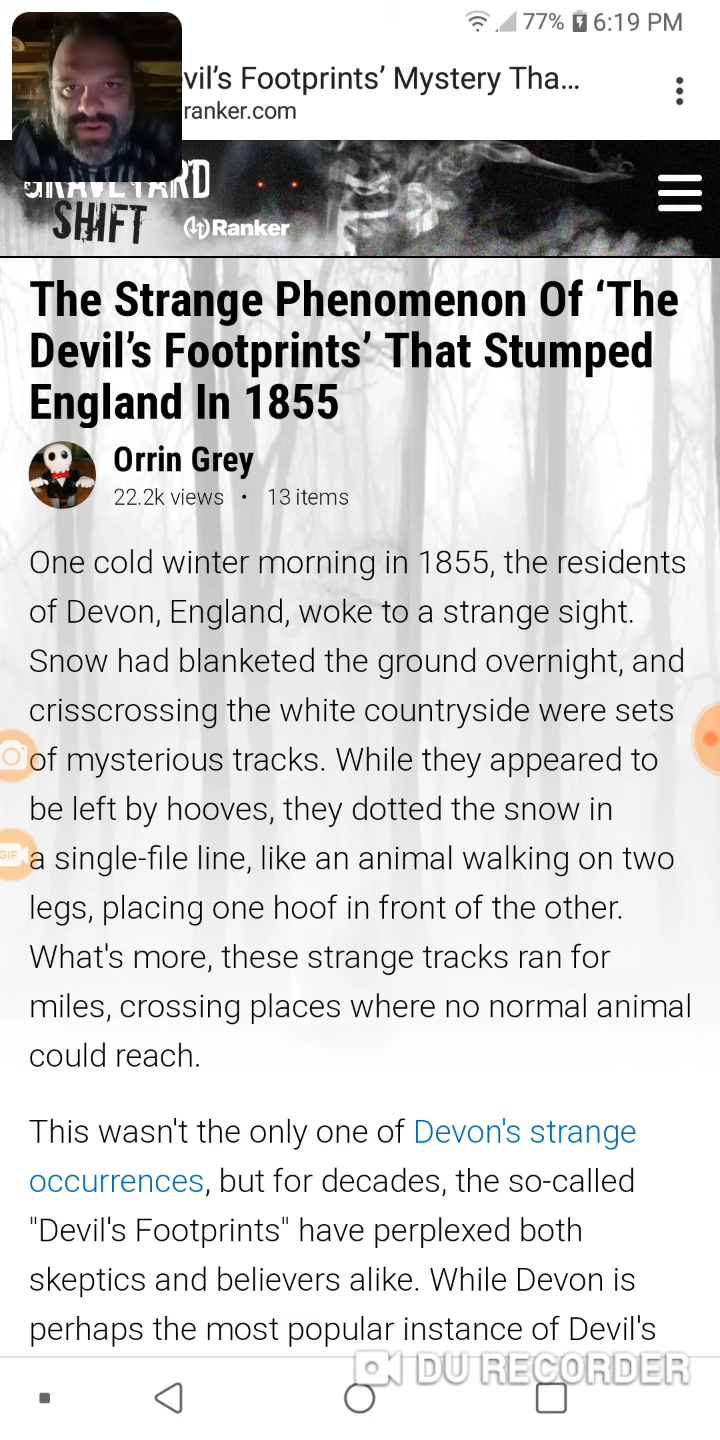 77% 6:19 PM
vil’s Footprints’ Mystery Tha...
ranker.com
GRAVEYARD
SHIFT
Ranker
The Strange Phenomenon Of ‘The
Devil’s Footprints’ That Stumped
England In 1855
Orrin Grey
22.2k views • 13 items
One cold winter morning in 1855, the residents
of Devon, England, woke to a strange sight.
Snow had blanketed the ground overnight, and
crisscrossing the white countryside were sets
of mysterious tracks. While they appeared to
be left by hooves, they dotted the snow in
GIF
a single-file line, like an animal walking on two
legs, placing one hoof in front of the other.
What's more, these strange tracks ran for
miles, crossing places where no normal animal
could reach.
This wasn't the only one of Devon's strange
occurrences, but for decades, the so-called
"Devil's Footprints" have perplexed both
skeptics and believers alike. While Devon is
perhaps the most popular instance of Devil's
DU RECORDER